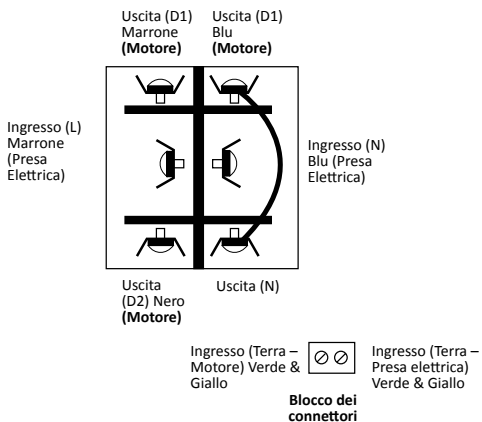 Uscita (D1)
Marrone
(Motore)
Uscita (D1)
Blu
(Motore)
Ingresso (L)
Marrone
(Presa
Elettrica)
Ingresso (N)
Blu (Presa
Elettrica)
Uscita
(D2) Nero
(Motore)
Uscita (N)
Ingresso (Terra –
Motore) Verde &
Giallo
Ingresso (Terra –
Presa elettrica)
Verde & Giallo
Blocco dei
connettori